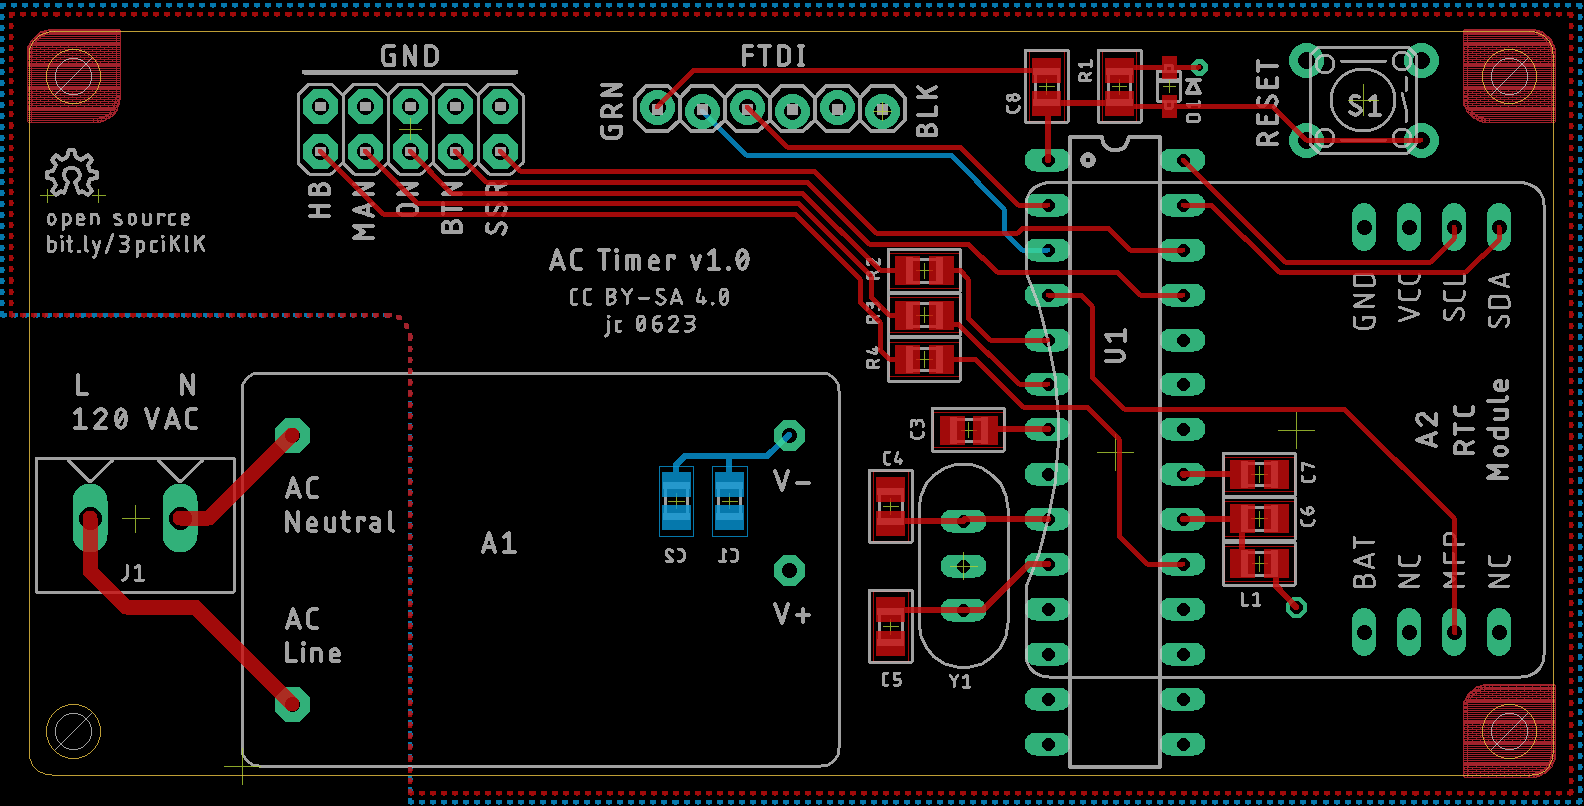 GND
FTDI
GRN
BLK
C8
R1
D1
RESET
S1
HB
MAN
ON
BTN
SSR
open source
bit.ly/3pciKlK
AC Timer v1.0
CC BY-SA 4.0
jc 0623
R2
R3
R4
U1
GND
VCC
SCL
SDA
L N
120 VAC
J1
AC
Neutral
AC
Line
A1
C2
C1
V-
V+
C3
C4
C5
Y1
C7
C6
L1
A2
RTC
Module
BAT
NC
MFP
NC